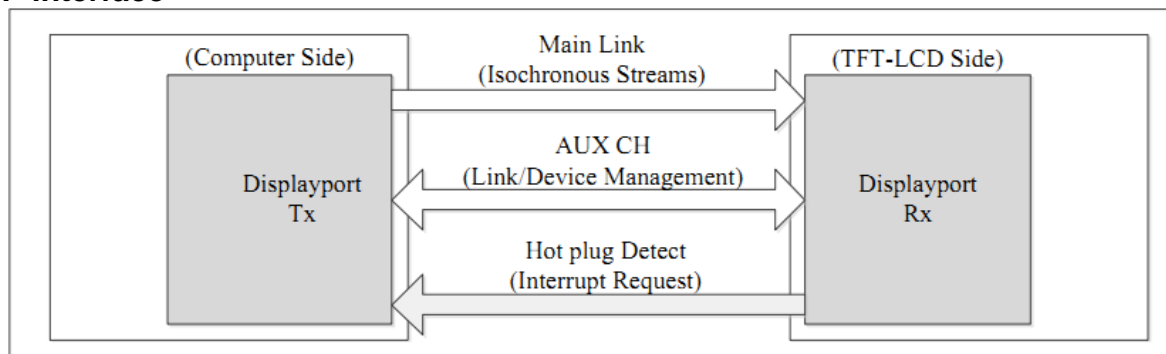 (Computer Side)
Main Link
(Isochronous Streams)
(TFT-LCD Side)
AUX CH
(Link/Device Management)
Displayport
Tx
Displayport
Rx
Hot plug Detect
(Interrupt Request)